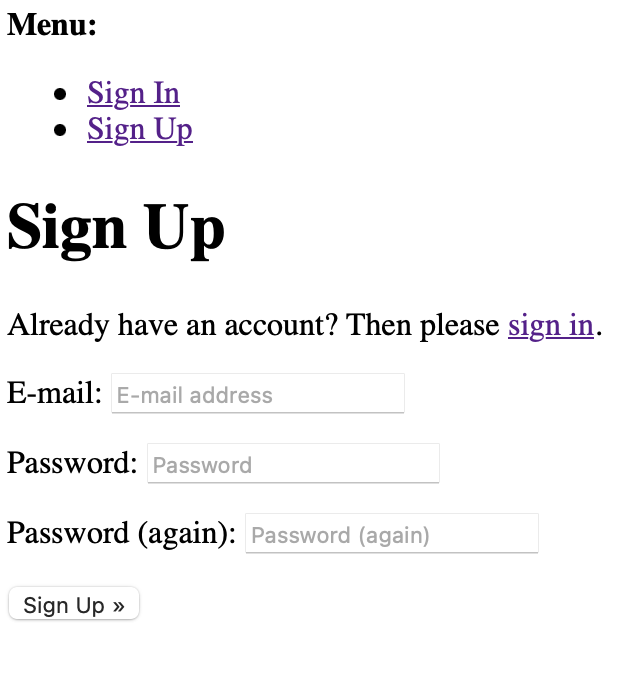 Menu:
Sign In
Sign Up
Sign Up
Already have an account? Then please sign in.
E-mail: E-mail address
Password: Password
Password (again): Password (again)
Sign Up »